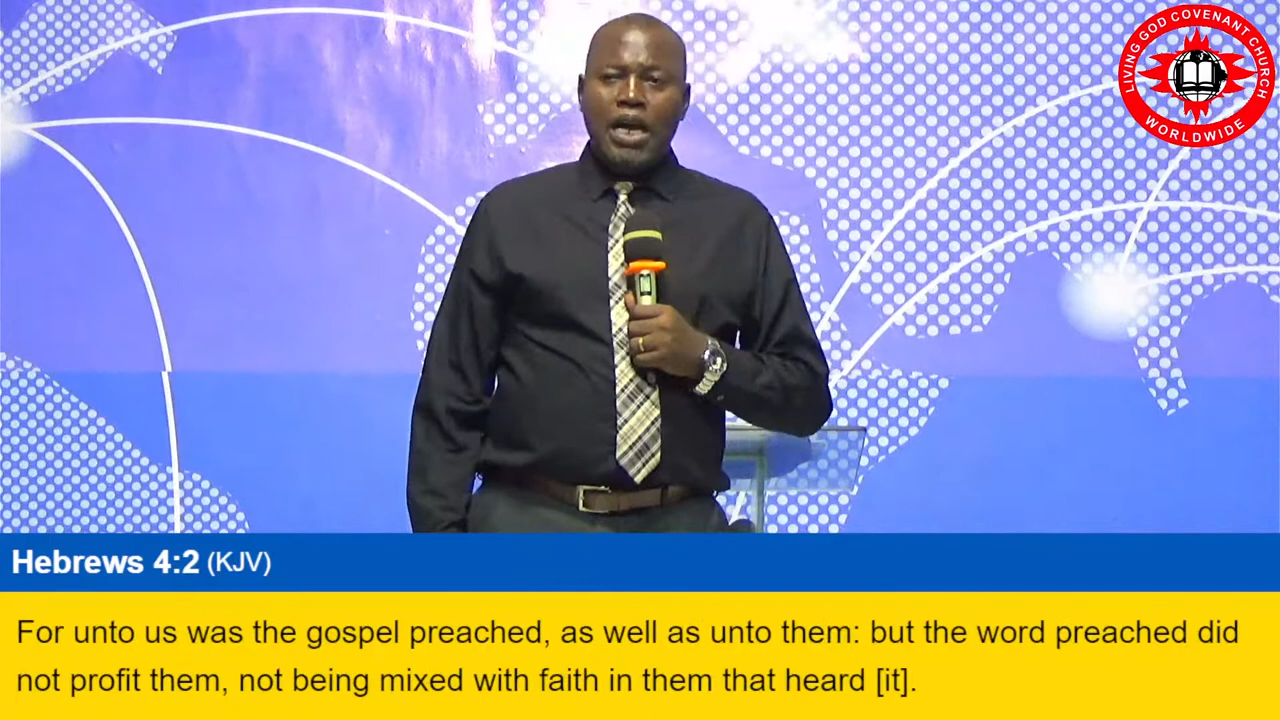 LIVING GOD COVENANT CHURCH
WORLDWIDE
Hebrews 4:2 (KJV)
For unto us was the gospel preached, as well as unto them: but the word preached did
not profit them, not being mixed with faith in them that heard [it].